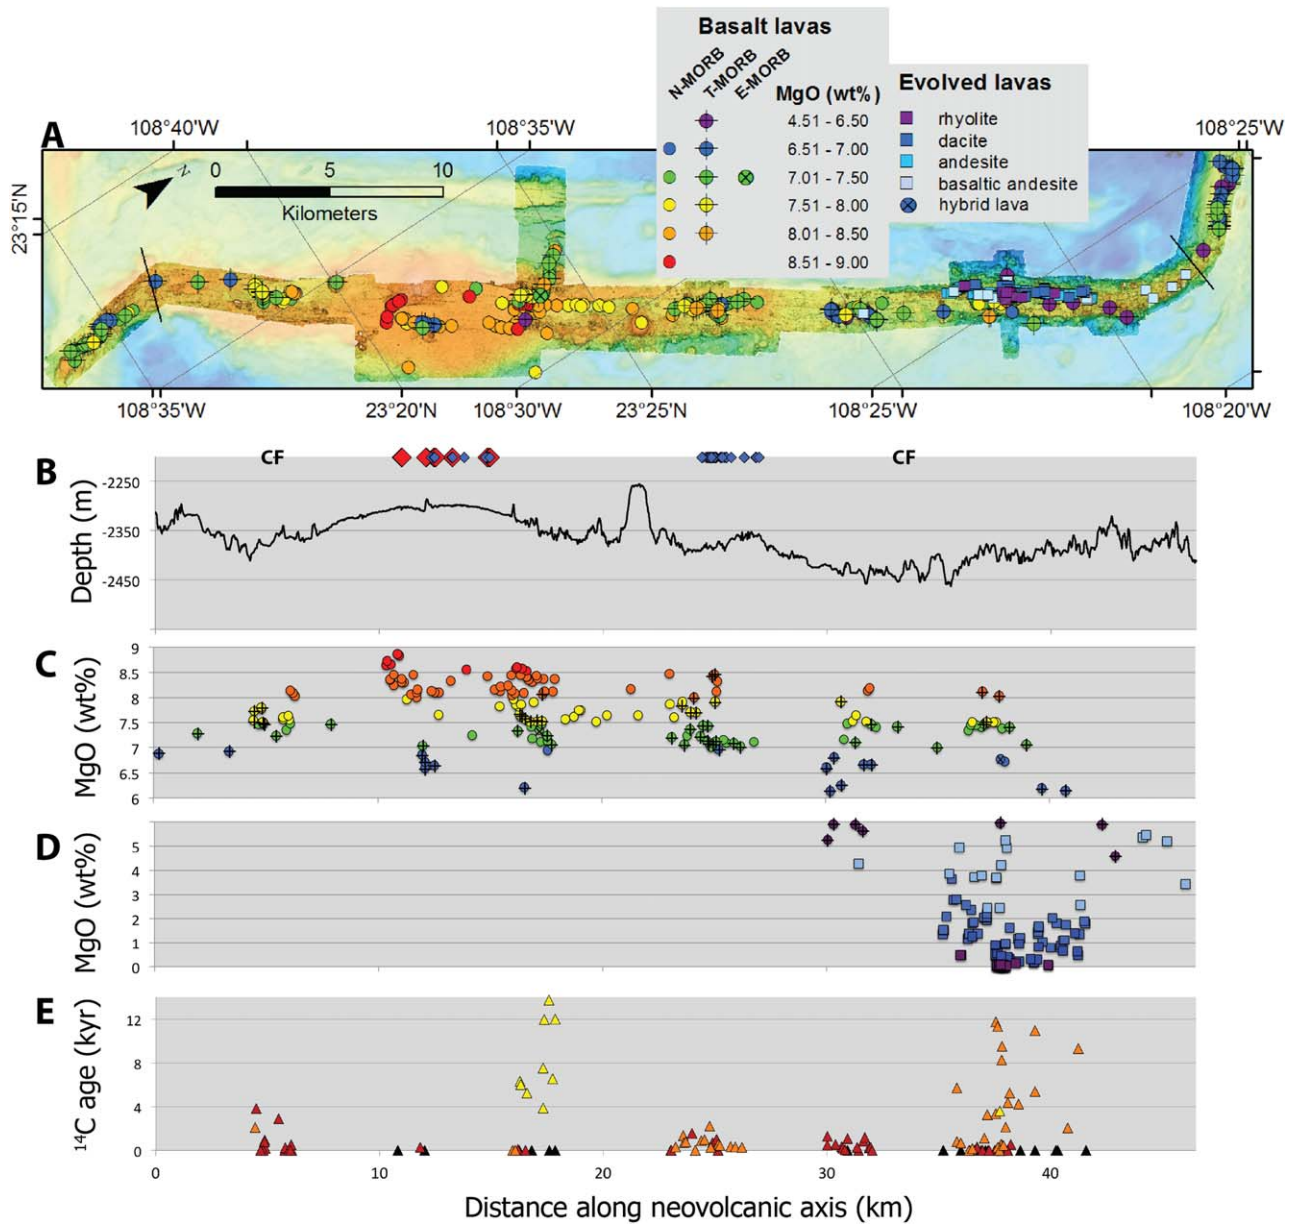 A
108°40'W
108°35'W
108°25'W
Z
0 5 10
Kilometers
23°15'N
Basalt lavas
N-MORB T-MORB E-MORB
MgO (wt%)
4.51 - 6.50
6.51 - 7.00
7.01 - 7.50
7.51 - 8.00
8.01 - 8.50
8.51 - 9.00
Evolved lavas
rhyolite
dacite
andesite
basaltic andesite
hybrid lava
108°35'W 23°20'N 108°30'W 23°25'N 108°25'W 108°20'W
B
CF CF
Depth (m)
-2250
-2350
-2450
C
MgO (wt%)
9
8.5
8
7.5
7
6.5
6
D
MgO (wt%)
5
4
3
2
1
0
E
14C age (kyr)
12
8
4
0
0 10 20 30 40
Distance along neovolcanic axis (km)